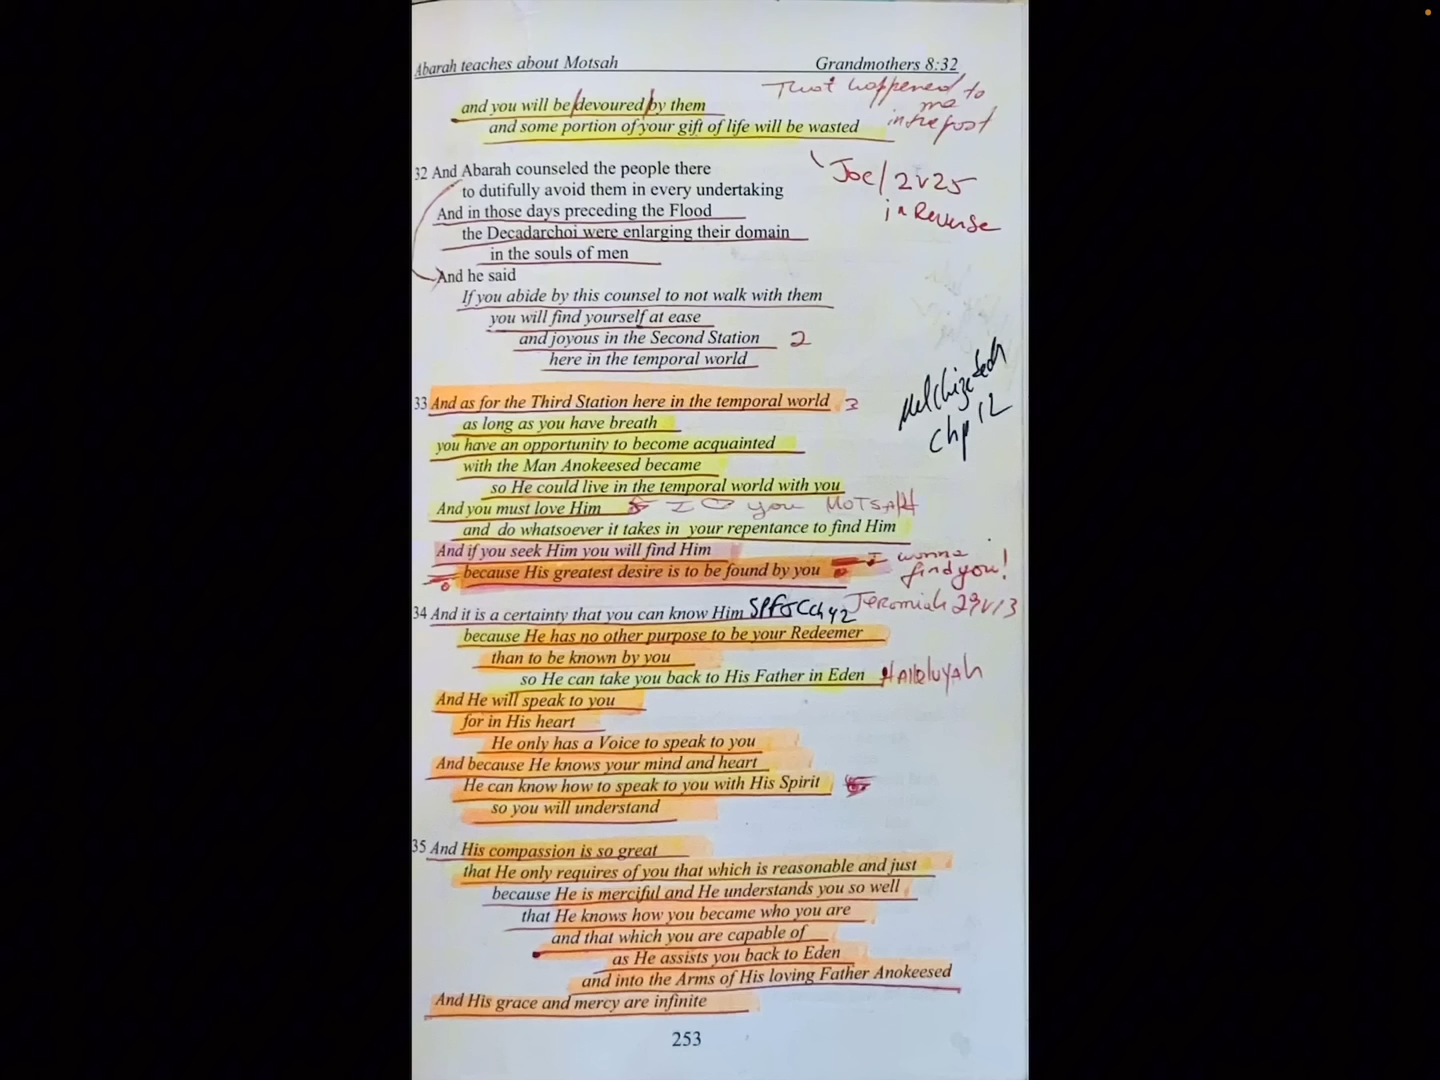 Abarah teaches about Motsah Grandmothers 8:32
and you will be devoured by them
and some portion of your gift of life will be wasted
That happened to
me
in the past
32 And Abarah counseled the people there
to dutifully avoid them in every undertaking
And in those days preceding the Flood
the Decadarchoi were enlarging their domain
in the souls of men
Joel 2v25
in Reverse
And he said
If you abide by this counsel to not walk with them
you will find yourself at ease
and joyous in the Second Station 2
here in the temporal world
Melchizedech
Chp 12
33 And as for the Third Station here in the temporal world 3
as long as you have breath
you have an opportunity to become acquainted
with the Man Anokeesed became
so He could live in the temporal world with you
And you must love Him I you MOTSAH
and do whatsoever it takes in your repentance to find Him
And if you seek Him you will find Him
because His greatest desire is to be found by you I wanna
find you!
34 And it is a certainty that you can know Him Jeremiah 29v13
because He has no other purpose to be your Redeemer
than to be known by you
so He can take you back to His Father in Eden HAlleluyah
And He will speak to you
for in His heart
He only has a Voice to speak to you
And because He knows your mind and heart
He can know how to speak to you with His Spirit
so you will understand
35 And His compassion is so great
that He only requires of you that which is reasonable and just
because He is merciful and He understands you so well
that He knows how you became who you are
and that which you are capable of
as He assists you back to Eden
and into the Arms of His loving Father Anokeesed
And His grace and mercy are infinite
253